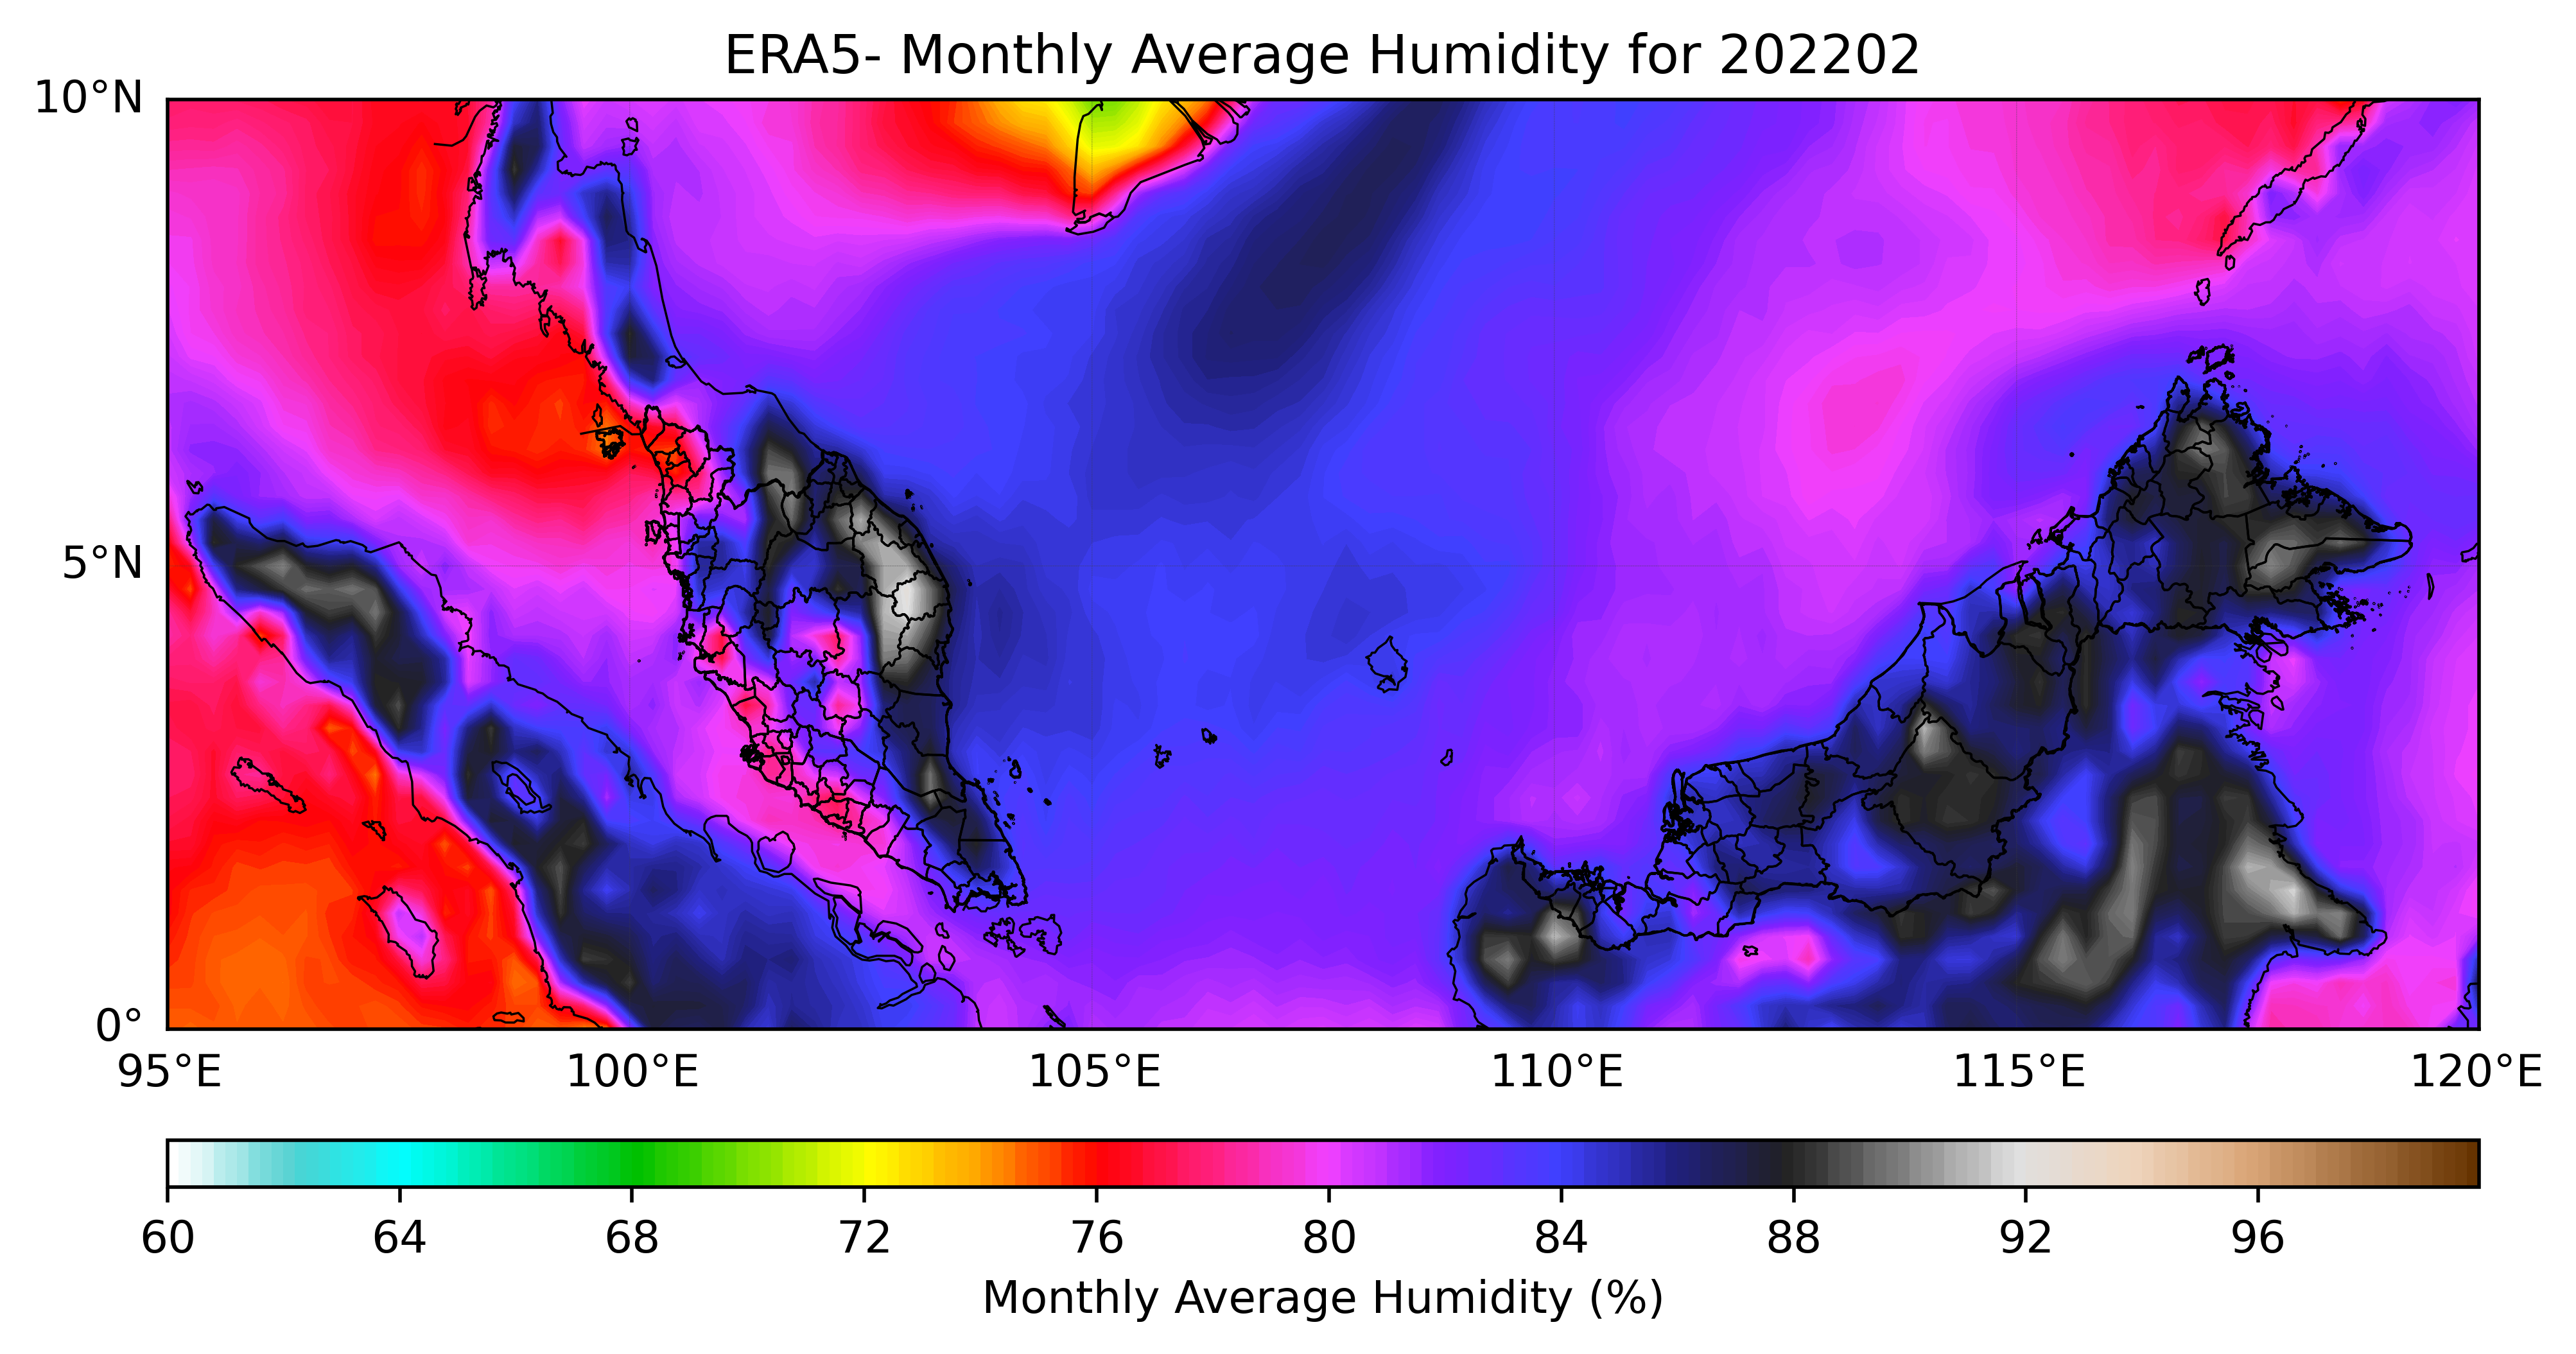 ERA5- Monthly Average Humidity for 202202
10°N
5°N
0°
95°E 100°E 105°E 110°E 115°E 120°E
60 64 68 72 76 80 84 88 92 96
Monthly Average Humidity (%)